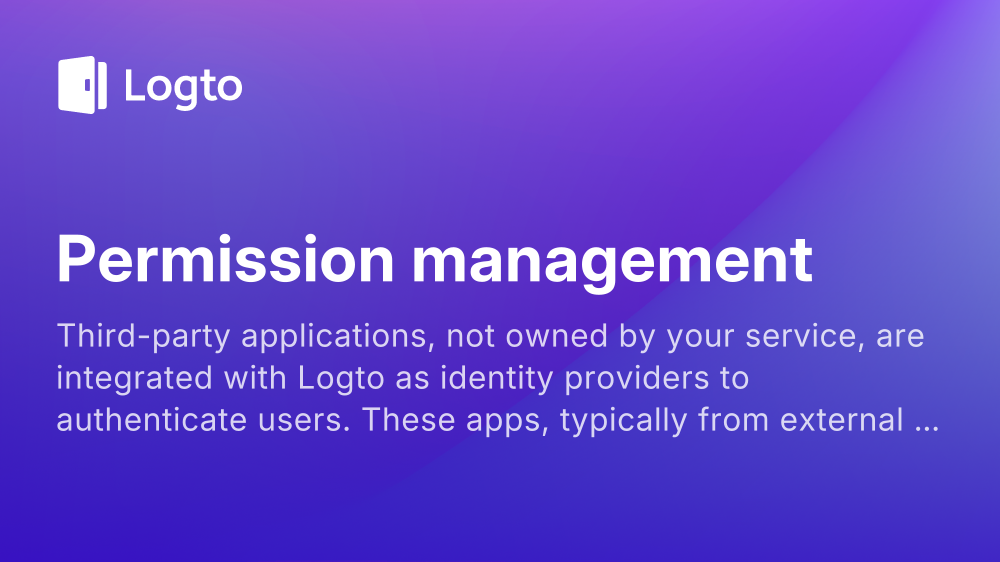 Logto
Permission management
Third-party applications, not owned by your service, are
integrated with Logto as identity providers to
authenticate users. These apps, typically from external ...